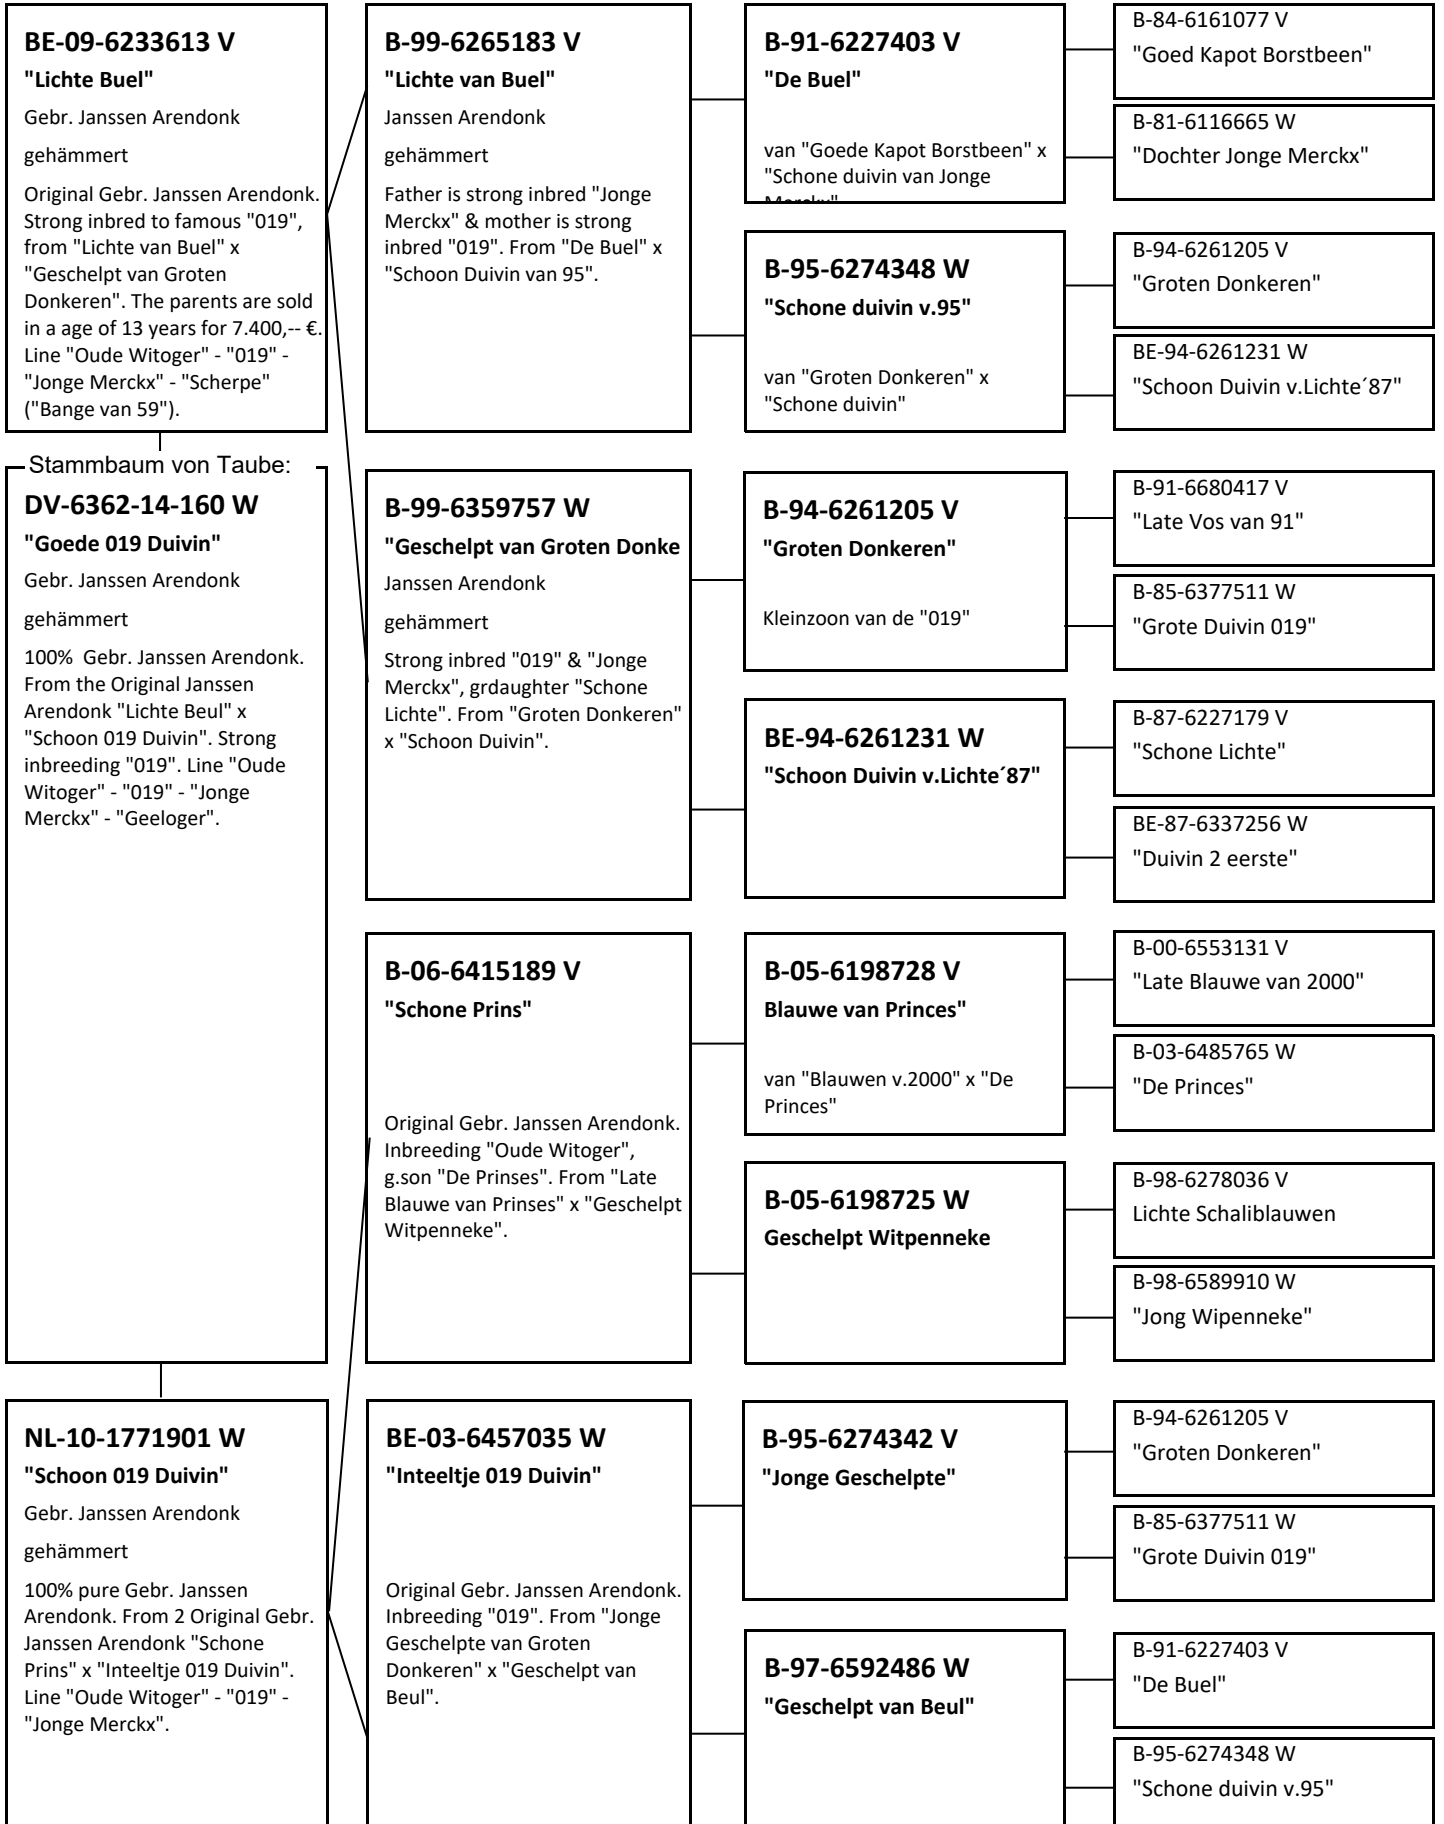 BE-09-6233613 V
"Lichte Buel"
Gebr. Janssen Arendonk
gehämmert
Original Gebr. Janssen Arendonk.
Strong inbred to famous "019",
from "Lichte van Buel" x
"Geschelpt van Groten
Donkeren". The parents are sold
in a age of 13 years for 7.400,-- €.
Line "Oude Witoger" - "019" -
"Jonge Merckx" - "Scherpe"
("Bange van 59").
Stammbaum von Taube:
DV-6362-14-160 W
"Goede 019 Duivin"
Gebr. Janssen Arendonk
gehämmert
100%  Gebr. Janssen Arendonk.
From the Original Janssen
Arendonk "Lichte Beul" x
"Schoon 019 Duivin". Strong
inbreeding "019". Line "Oude
Witoger" - "019" - "Jonge
Merckx" - "Geeloger".
NL-10-1771901 W
"Schoon 019 Duivin"
Gebr. Janssen Arendonk
gehämmert
100% pure Gebr. Janssen
Arendonk. From 2 Original Gebr.
Janssen Arendonk "Schone
Prins" x "Inteeltje 019 Duivin".
Line "Oude Witoger" - "019" -
"Jonge Merckx".
B-99-6265183 V
"Lichte van Buel"
Janssen Arendonk
gehämmert
Father is strong inbred "Jonge
Merckx" & mother is strong
inbred "019". From "De Buel" x
"Schoon Duivin van 95".
B-99-6359757 W
"Geschelpt van Groten Donke
Janssen Arendonk
gehämmert
Strong inbred "019" & "Jonge
Merckx", grdaughter "Schone
Lichte". From "Groten Donkeren"
x "Schoon Duivin".
B-06-6415189 V
"Schone Prins"
Original Gebr. Janssen Arendonk.
Inbreeding "Oude Witoger",
g.son "De Prinses". From "Late
Blauwe van Prinses" x "Geschelpt
Witpenneke".
BE-03-6457035 W
"Inteeltje 019 Duivin"
Original Gebr. Janssen Arendonk.
Inbreeding "019". From "Jonge
Geschelpte van Groten
Donkeren" x "Geschelpt van
Beul".
B-91-6227403 V
"De Buel"
van "Goede Kapot Borstbeen" x
"Schone duivin van Jonge
Merckx"
B-95-6274348 W
"Schone duivin v.95"
van "Groten Donkeren" x
"Schone duivin"
B-94-6261205 V
"Groten Donkeren"
Kleinzoon van de "019"
BE-94-6261231 W
"Schoon Duivin v.Lichte´87"
B-05-6198728 V
Blauwe van Princes"
van "Blauwen v.2000" x "De
Princes"
B-05-6198725 W
Geschelpt Witpenneke
B-95-6274342 V
"Jonge Geschelpte"
B-97-6592486 W
"Geschelpt van Beul"
B-84-6161077 V
"Goed Kapot Borstbeen"
B-81-6116665 W
"Dochter Jonge Merckx"
B-94-6261205 V
"Groten Donkeren"
BE-94-6261231 W
"Schoon Duivin v.Lichte´87"
B-91-6680417 V
"Late Vos van 91"
B-85-6377511 W
"Grote Duivin 019"
B-87-6227179 V
"Schone Lichte"
BE-87-6337256 W
"Duivin 2 eerste"
B-00-6553131 V
"Late Blauwe van 2000"
B-03-6485765 W
"De Princes"
B-98-6278036 V
Lichte Schaliblauwen
B-98-6589910 W
"Jong Wipenneke"
B-94-6261205 V
"Groten Donkeren"
B-85-6377511 W
"Grote Duivin 019"
B-91-6227403 V
"De Buel"
B-95-6274348 W
"Schone duivin v.95"